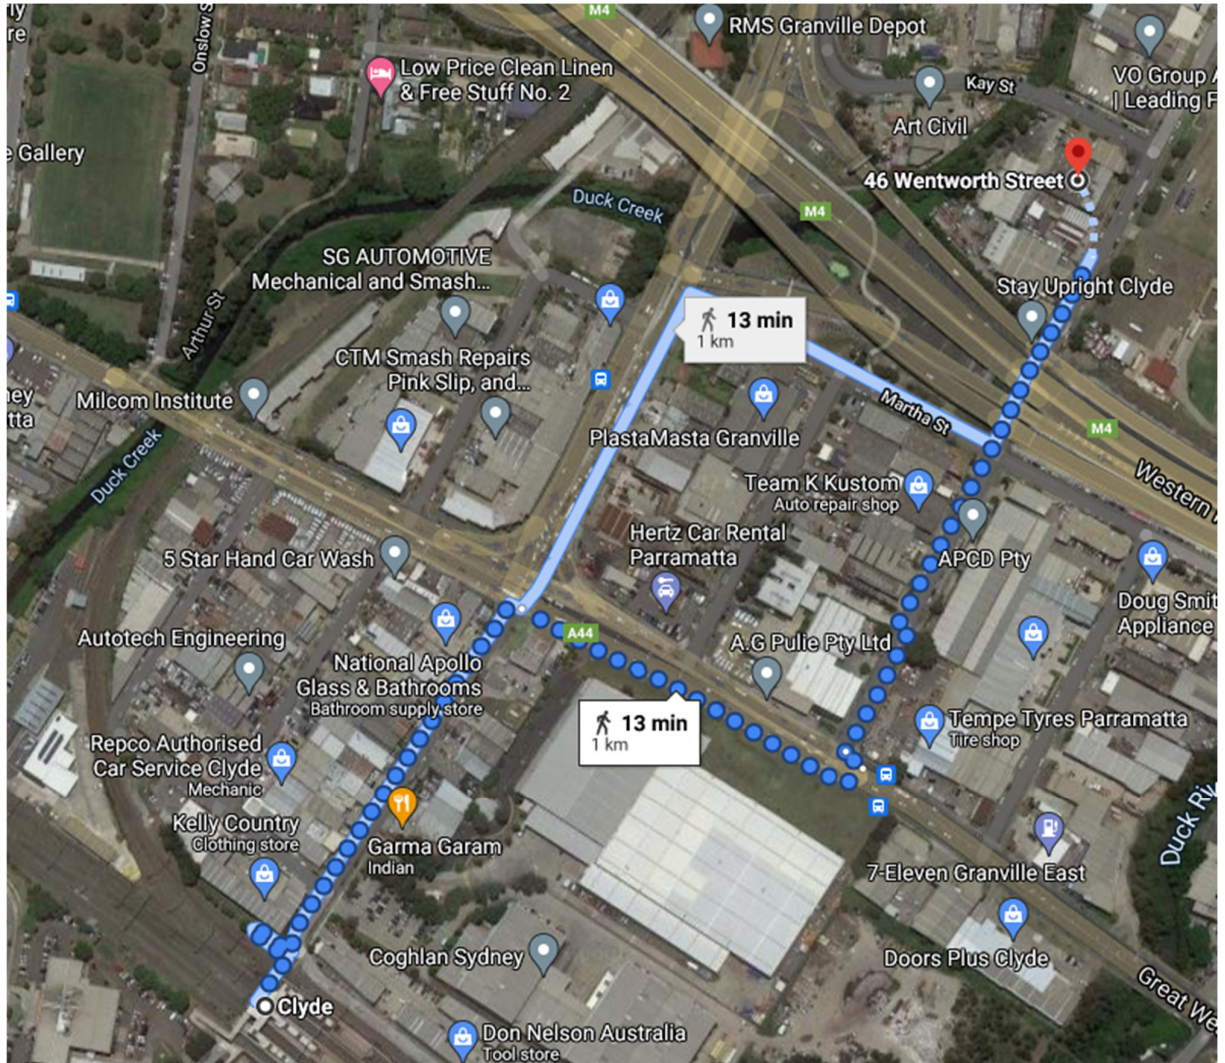 M4
RMS Granville Depot
Onslow S
ly
re
Low Price Clean Linen
& Free Stuff No. 2
Kay St
VO Group A
| Leading F
Art Civil
e Gallery
46 Wentworth Street
Duck Creek
M4
SG AUTOMOTIVE
Mechanical and Smash...
Stay Upright Clyde
Arthur St
13 min
1 km
CTM Smash Repairs
Pink Slip, and...
Milcom Institute
ney
tta
Martha St
M4
PlastaMasta Granville
Duck Creek
Western
Team K Kustom
Auto repair shop
Hertz Car Rental
Parramatta
5 Star Hand Car Wash
APCD Pty
Doug Smit
Appliance
A44
Autotech Engineering
A.G Pulie Pty Ltd
National Apollo
Glass & Bathrooms
Bathroom supply store
13 min
1 km
Tempe Tyres Parramatta
Tire shop
Repco Authorised
Car Service Clyde
Mechanic
Duck Riv
Kelly Country
Clothing store
Garma Garam
Indian
7-Eleven Granville East
Coghlan Sydney
Doors Plus Clyde
Great We
Clyde
Don Nelson Australia
Tool store